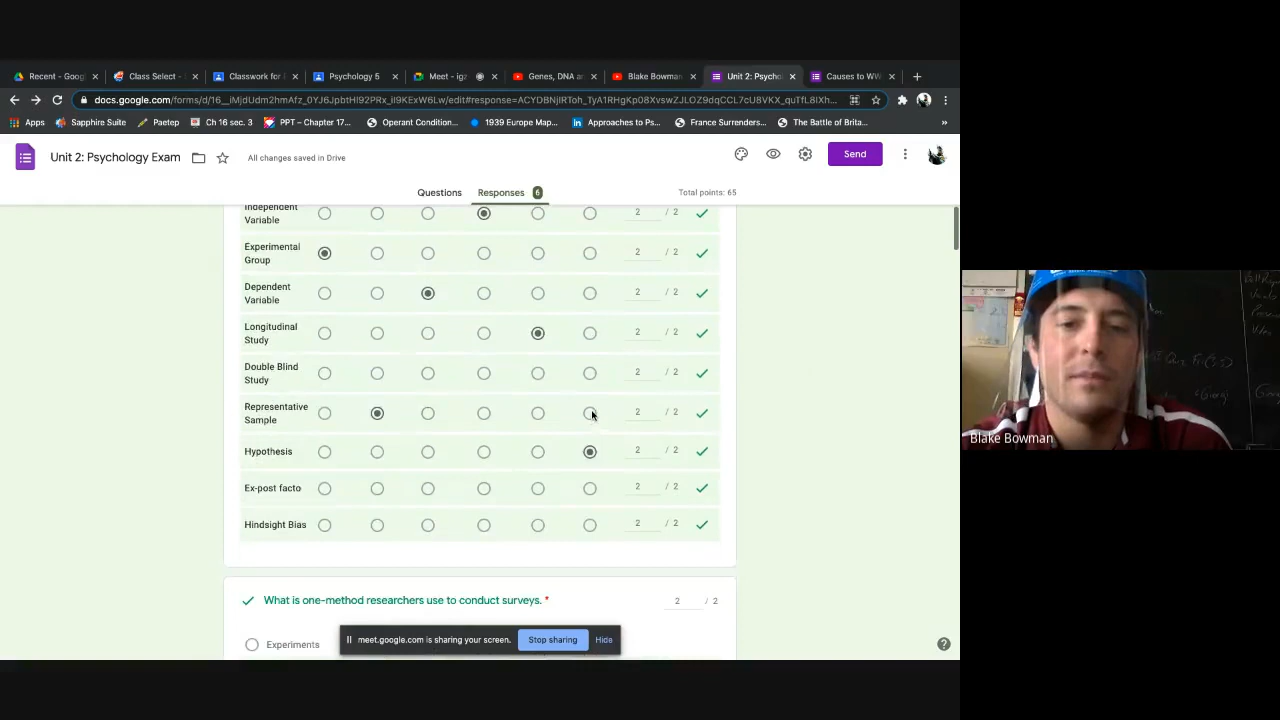 Recent - Goog
Class Select -
Classwork for
Psychology 5
Meet - igz
Genes, DNA an
Blake Bowman
Unit 2: Psycho
Causes to WW
Apps
Sapphire Suite
Paetep
Ch 16 sec. 3
PPT – Chapter 17...
Operant Condition...
1939 Europe Map...
Approaches to Ps...
France Surrenders...
The Battle of Brita...
Unit 2: Psychology Exam
All changes saved in Drive
Send
Questions
Responses 6
Total points: 65
Independent
Variable
2 / 2
Experimental
Group
2 / 2
Dependent
Variable
2 / 2
Longitudinal
Study
2 / 2
Double Blind
Study
2 / 2
Representative
Sample
2 / 2
Hypothesis
2 / 2
Ex-post facto
2 / 2
Hindsight Bias
2 / 2
What is one-method researchers use to conduct surveys. *
2 / 2
Experiments
meet.google.com is sharing your screen.
Stop sharing
Hide
Blake Bowman